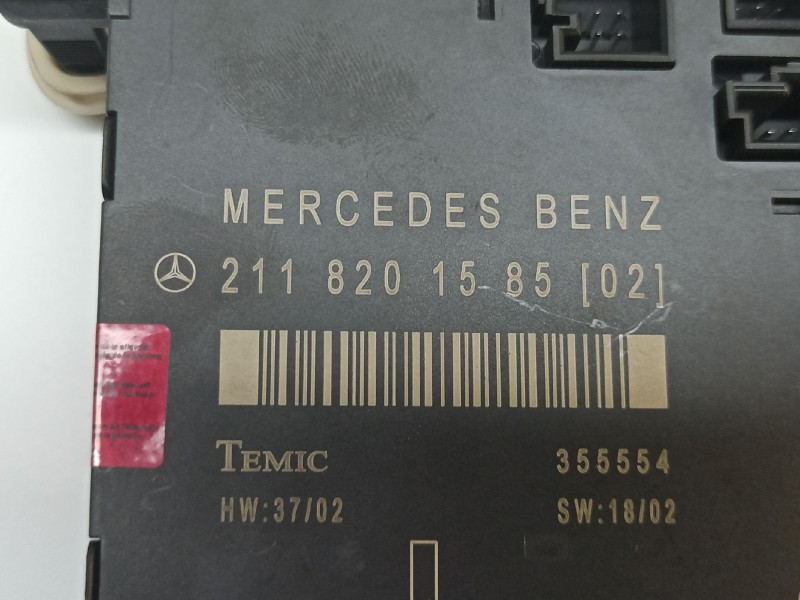 MERCEDES BENZ
211 820 15 85 [02]
TEMIC 355554
HW:37/02 SW:18/02